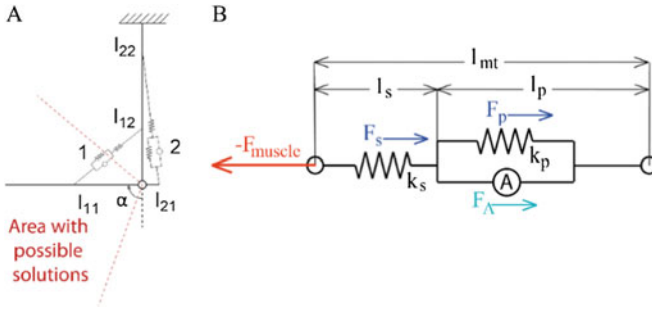 A
l22
l12
1
2
l11
α
l21
Area with
possible
solutions
B
lmt
ls
lp
Fs
Fp
-Fmuscle
ks
kp
A
FA